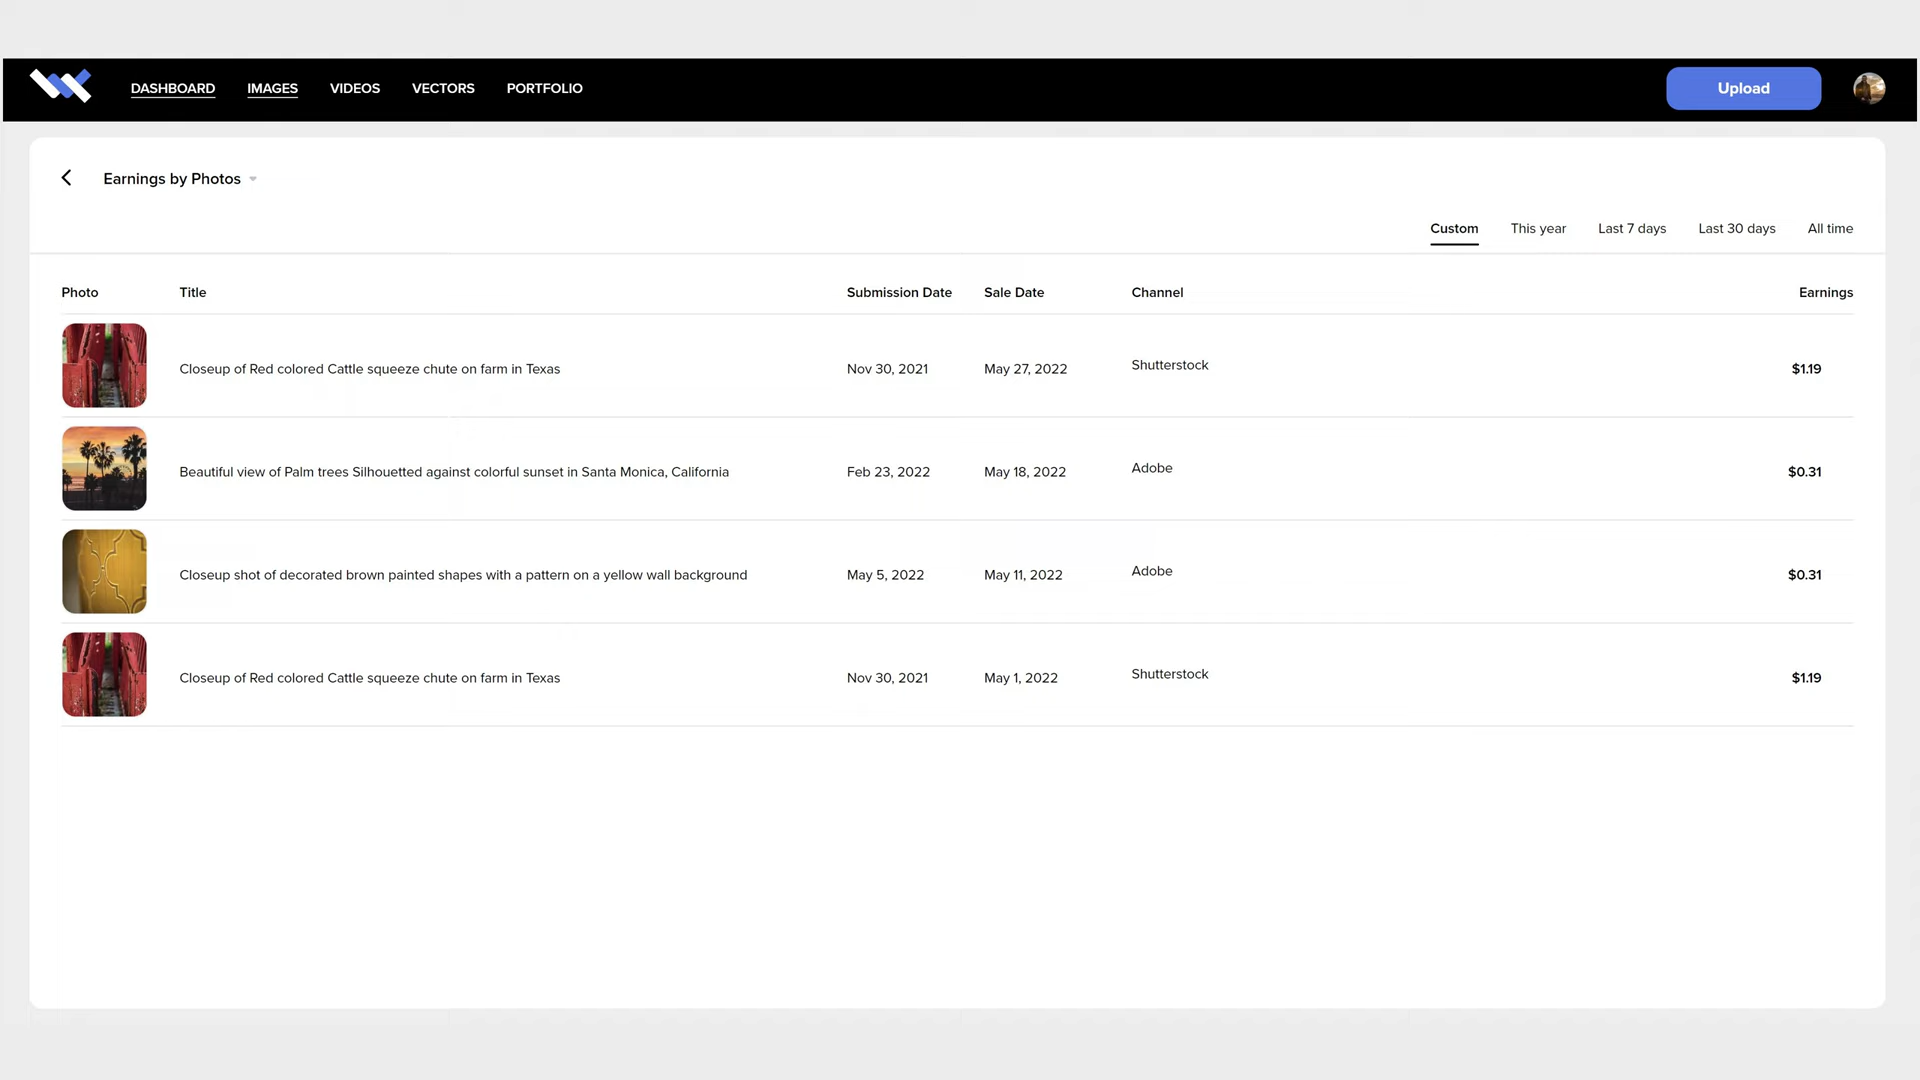 DASHBOARD IMAGES VIDEOS VECTORS PORTFOLIO Upload
Earnings by Photos
Custom This year Last 7 days Last 30 days All time
Photo Title Submission Date Sale Date Channel Earnings
Closeup of Red colored Cattle squeeze chute on farm in Texas Nov 30, 2021 May 27, 2022 Shutterstock $1.19
Beautiful view of Palm trees Silhouetted against colorful sunset in Santa Monica, California Feb 23, 2022 May 18, 2022 Adobe $0.31
Closeup shot of decorated brown painted shapes with a pattern on a yellow wall background May 5, 2022 May 11, 2022 Adobe $0.31
Closeup of Red colored Cattle squeeze chute on farm in Texas Nov 30, 2021 May 1, 2022 Shutterstock $1.19